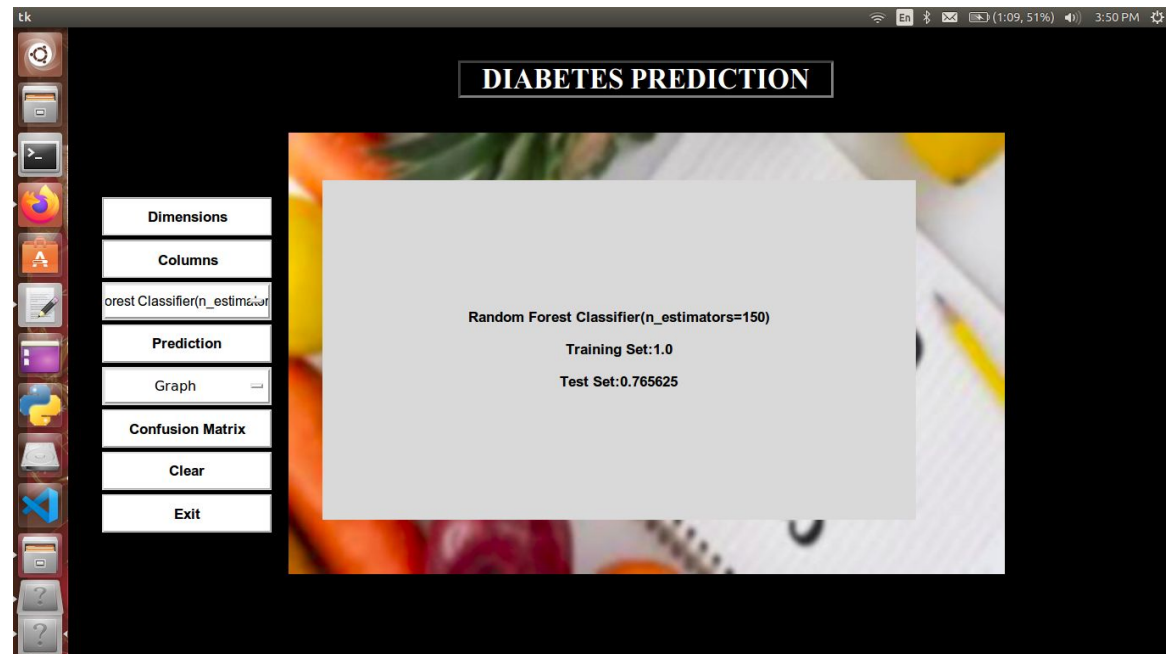 tk
En
(1:09, 51%)
3:50 PM
DIABETES PREDICTION
Dimensions
Columns
orest Classifier(n_estimator
Prediction
Graph
Confusion Matrix
Clear
Exit
Random Forest Classifier(n_estimators=150)
Training Set:1.0
Test Set:0.765625